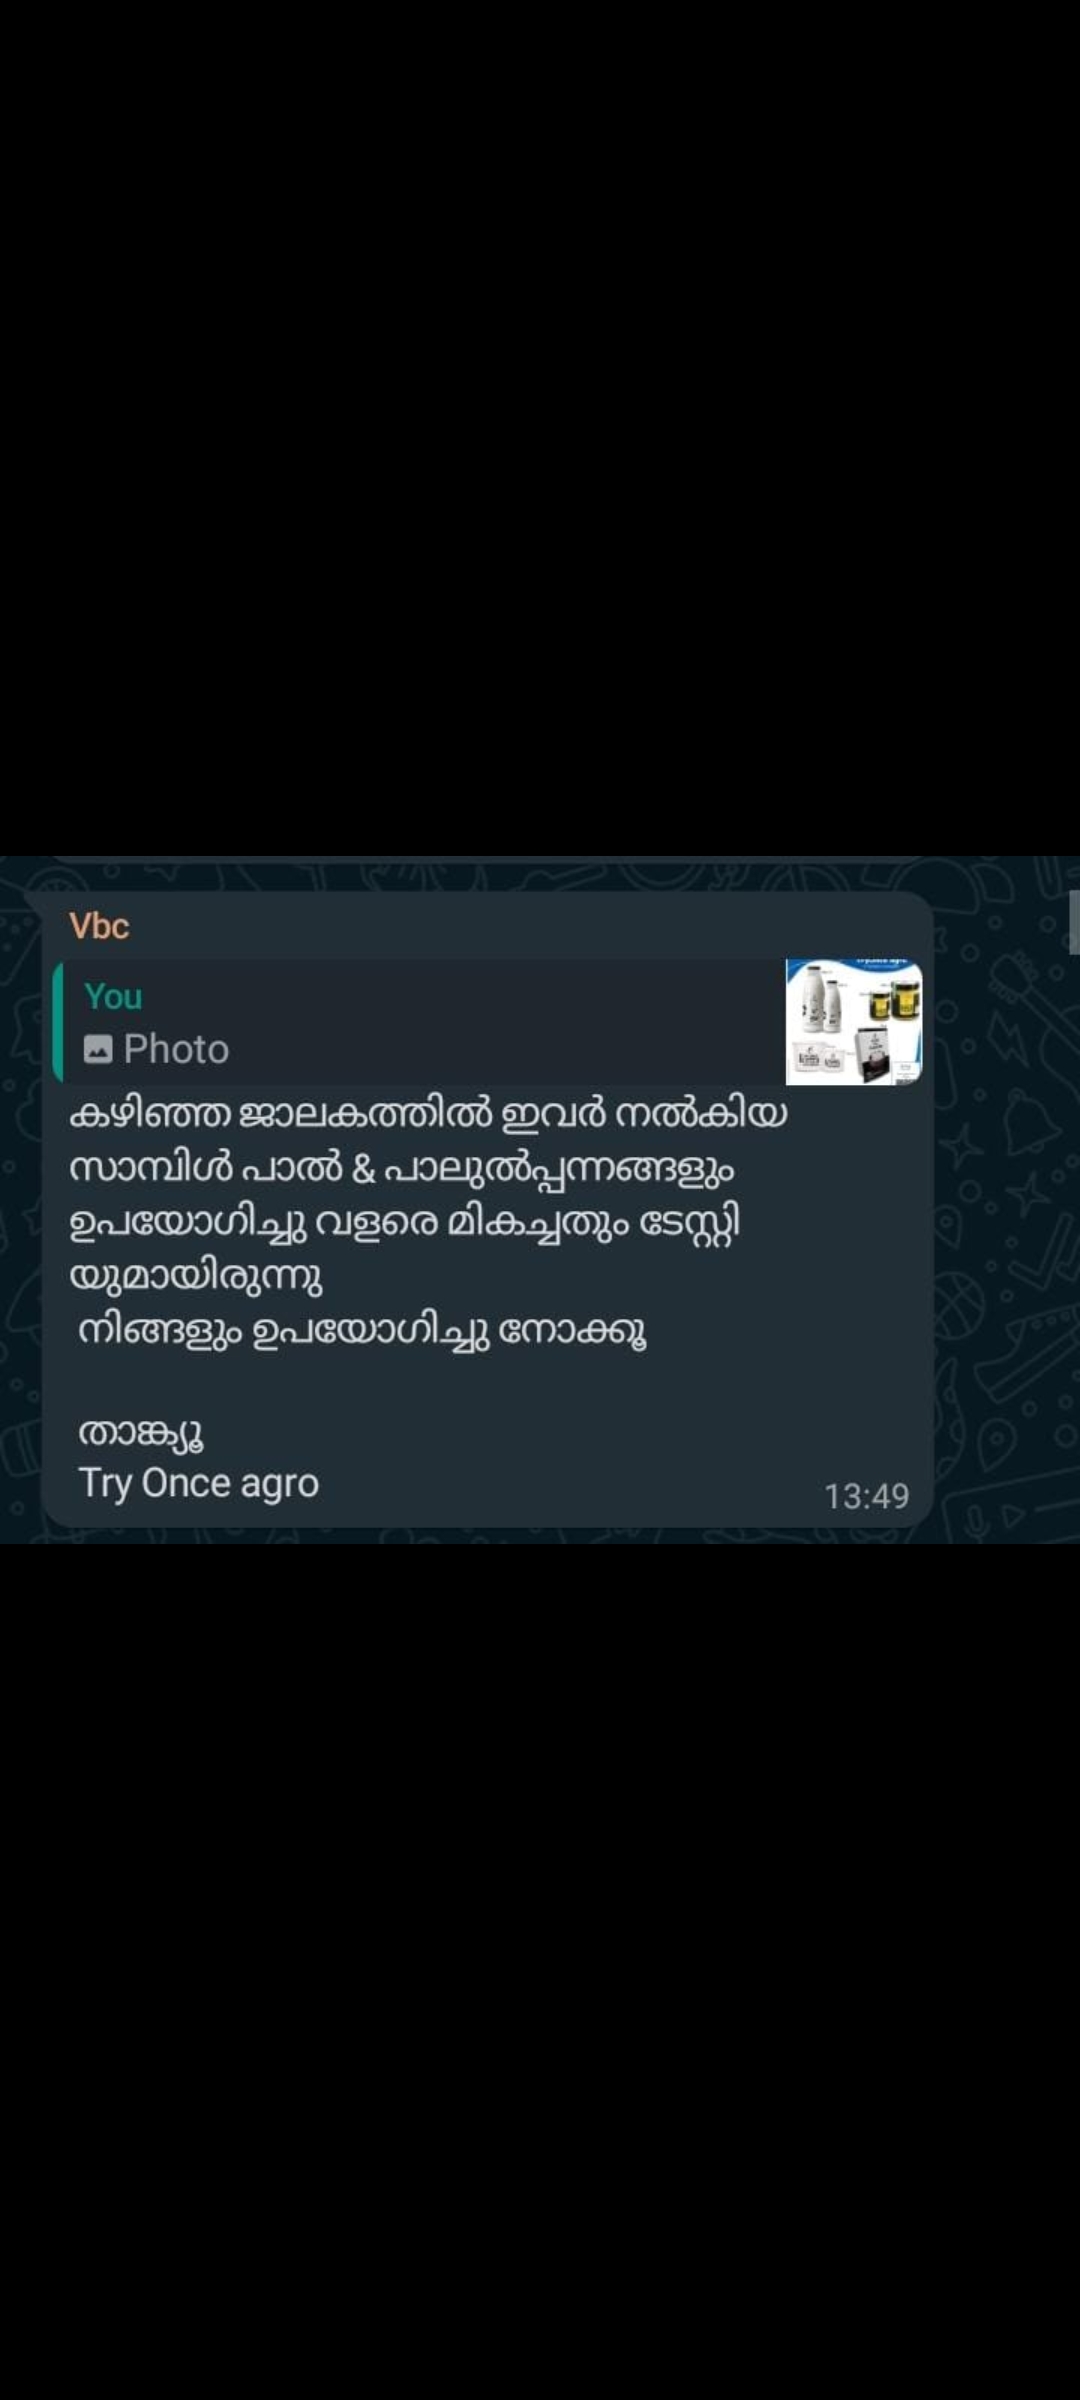 Vbc
You
Photo
കഴിഞ്ഞ ജാലകത്തിൽ ഇവർ നൽകിയ
സാമ്പിൾ പാൽ & പാലുൽപ്പന്നങ്ങളും
ഉപയോഗിച്ചു വളരെ മികച്ചതും ടേസ്റ്റി
യുമായിരുന്നു
നിങ്ങളും ഉപയോഗിച്ചു നോക്കൂ
താങ്ക്യൂ
Try Once agro
13:49